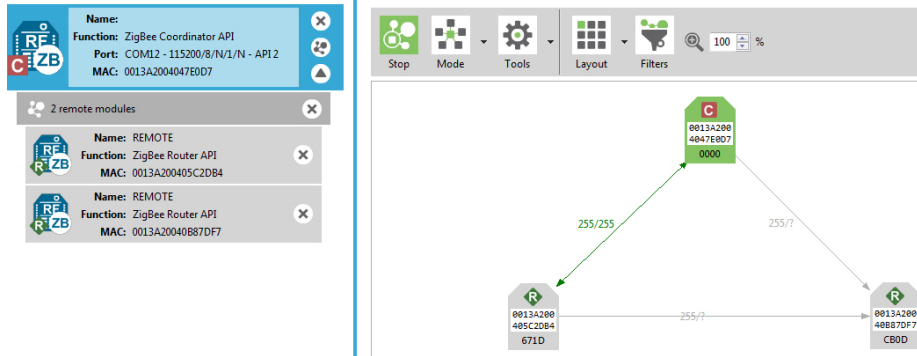 Name:
Function: ZigBee Coordinator API
Port: COM12 - 115200/8/N/1/N - API 2
MAC: 0013A2004047E0D7
RF
C
ZB
2 remote modules
Name: REMOTE
Function: ZigBee Router API
MAC: 0013A200405C2DB4
RF
R
ZB
Name: REMOTE
Function: ZigBee Router API
MAC: 0013A20040B87DF7
RF
R
ZB
Stop
Mode
Tools
Layout
Filters
100 %
C
0013A200
4047E0D7
0000
255/255
255/?
R
0013A200
405C2DB4
671D
255/?
R
0013A200
40B87DF7
CB0D